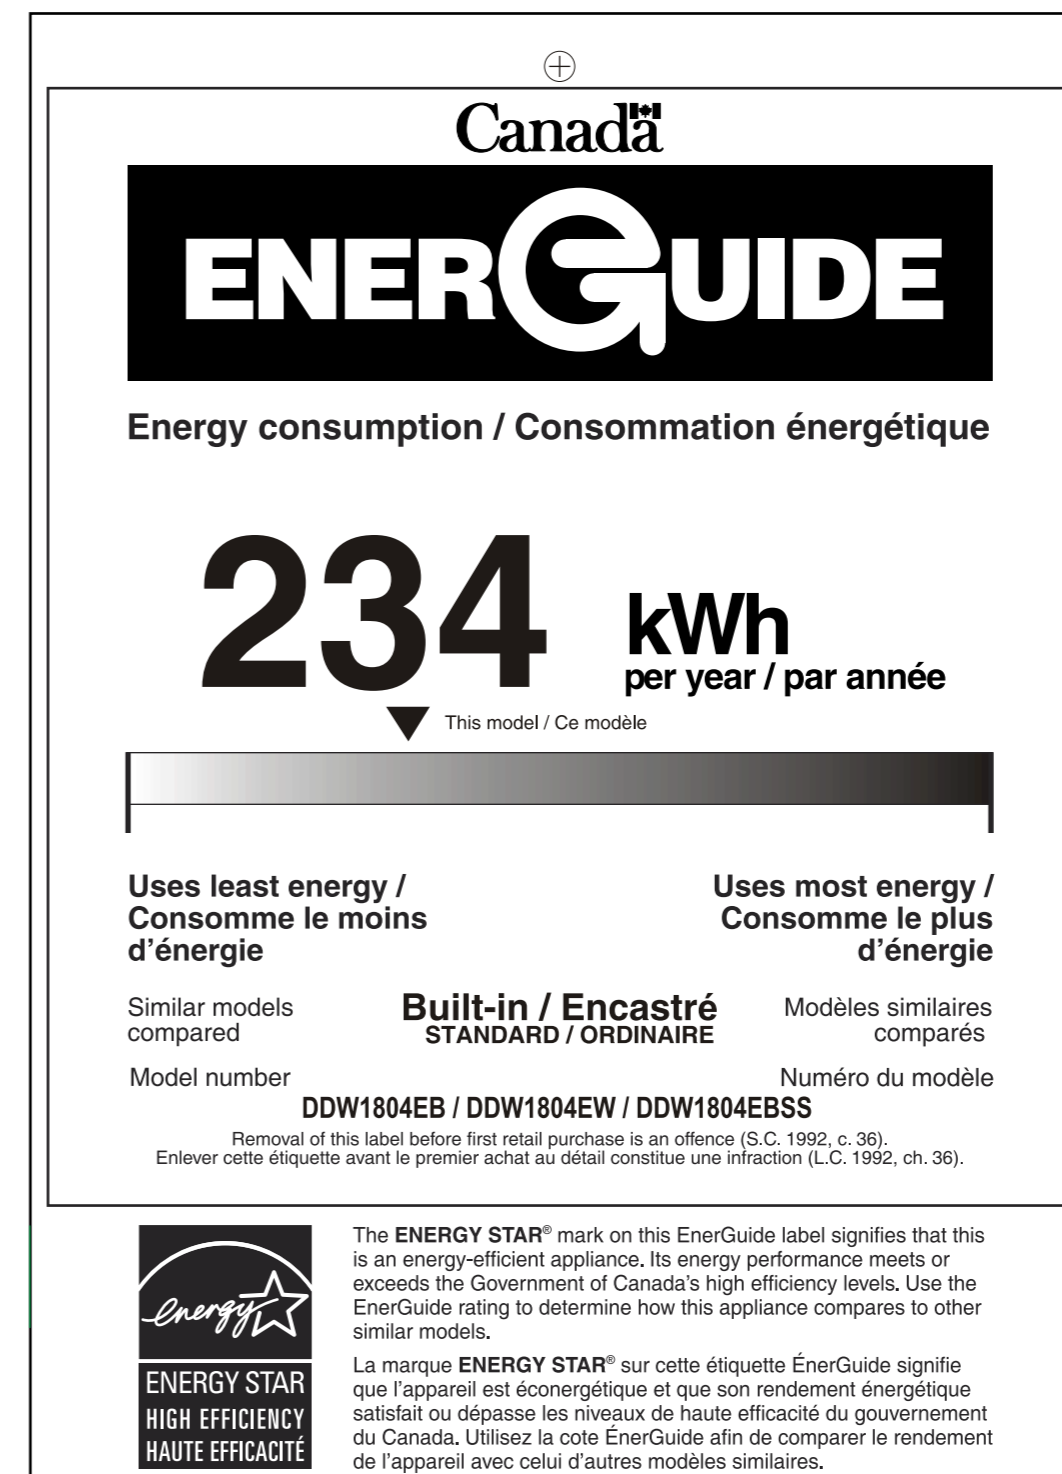 Canada
ENERGUIDE
Energy consumption / Consommation énergétique
234
kWh
per year / par année
This model / Ce modèle
Uses least energy /
Consomme le moins
d'énergie
Uses most energy /
Consomme le plus
d'énergie
Similar models
compared
Built-in / Encastré
STANDARD / ORDINAIRE
Modèles similaires
comparés
Model number
Numéro du modèle
DDW1804EB / DDW1804EW / DDW1804EBSS
Removal of this label before first retail purchase is an offence (S.C. 1992, c. 36).
Enlever cette étiquette avant le premier achat au détail constitue une infraction (L.C. 1992, ch. 36).
energy
ENERGY STAR
HIGH EFFICIENCY
HAUTE EFFICACITÉ
The ENERGY STAR® mark on this EnerGuide label signifies that this
is an energy-efficient appliance. Its energy performance meets or
exceeds the Government of Canada's high efficiency levels. Use the
EnerGuide rating to determine how this appliance compares to other
similar models.
La marque ENERGY STAR® sur cette étiquette ÉnerGuide signifie
que l'appareil est éconergétique et que son rendement énergétique
satisfait ou dépasse les niveaux de haute efficacité du gouvernement
du Canada. Utilisez la cote ÉnerGuide afin de comparer le rendement
de l'appareil avec celui d'autres modèles similaires.